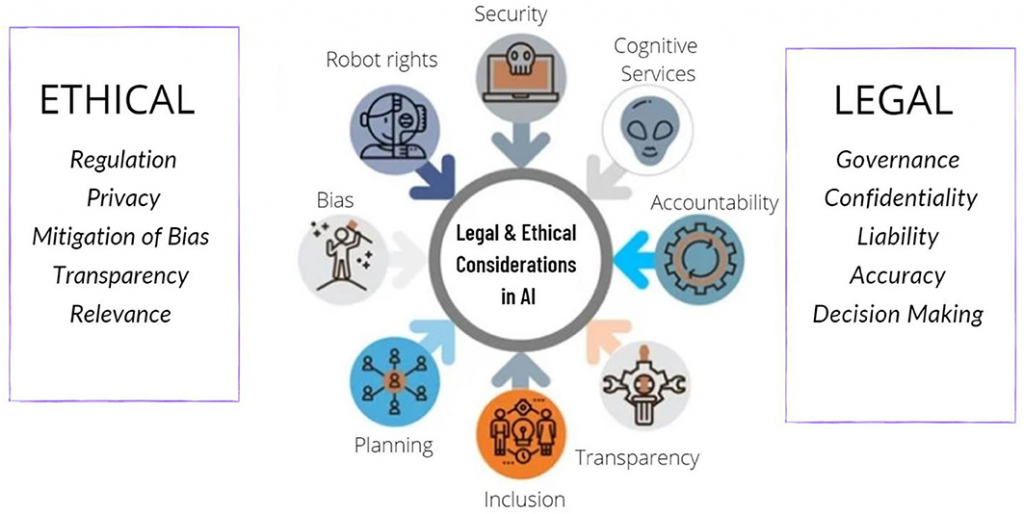 ETHICAL
Regulation
Privacy
Mitigation of Bias
Transparency
Relevance
Security
Robot rights
Cognitive
Services
Bias
Accountability
Legal & Ethical
Considerations
in AI
Planning
Transparency
Inclusion
LEGAL
Governance
Confidentiality
Liability
Accuracy
Decision Making